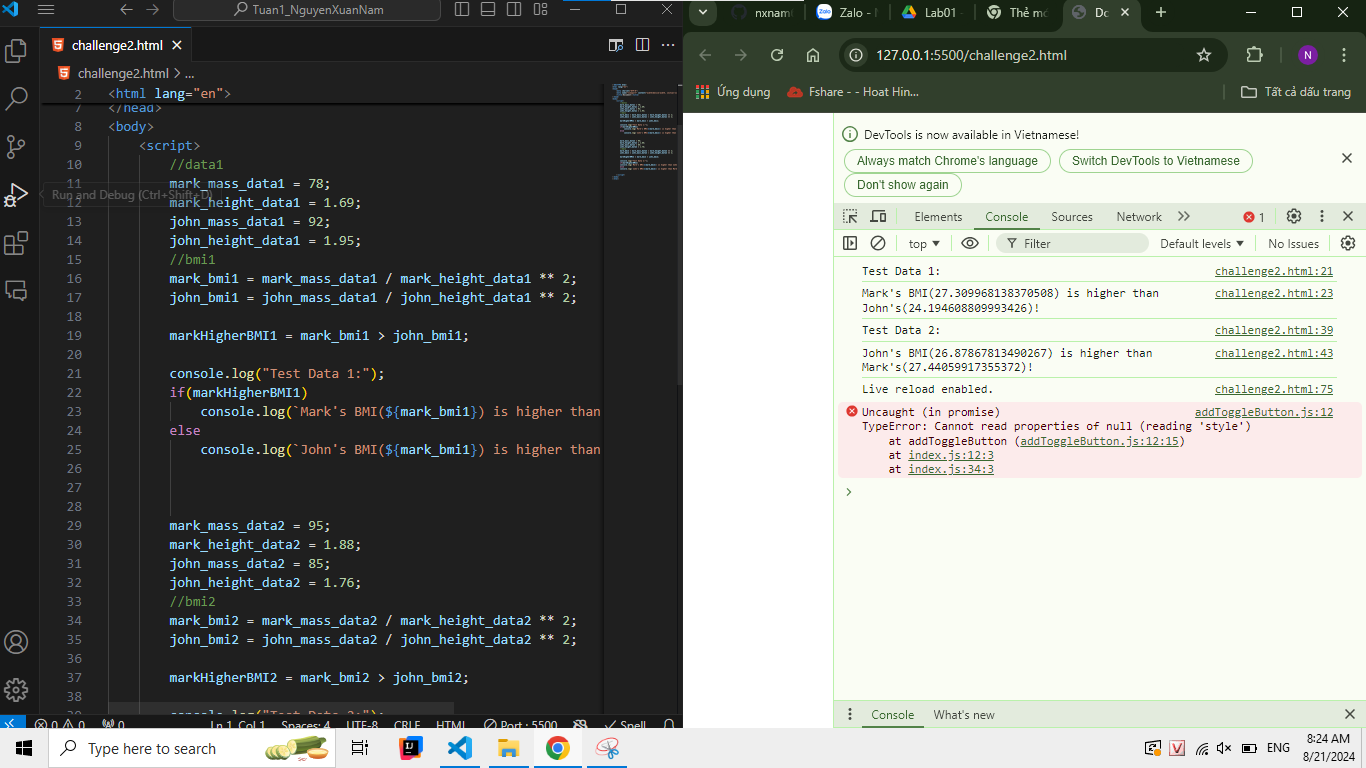 Tuan1_NguyenXuanNam
challenge2.html
challenge2.html > ...
2 <html lang="en">
7 </head>
8 <body>
9 <script>
10 //data1
11 mark_mass_data1 = 78;
Run and Debug (Ctrl+Shift+D)
12 mark_height_data1 = 1.69;
13 john_mass_data1 = 92;
14 john_height_data1 = 1.95;
15 //bmi1
16 mark_bmi1 = mark_mass_data1 / mark_height_data1 ** 2;
17 john_bmi1 = john_mass_data1 / john_height_data1 ** 2;
18
19 markHigherBMI1 = mark_bmi1 > john_bmi1;
20
21 console.log("Test Data 1:");
22 if(markHigherBMI1)
23 console.log(`Mark's BMI(${mark_bmi1}) is higher than
24 else
25 console.log(`John's BMI(${mark_bmi1}) is higher than
26
27
28
29 mark_mass_data2 = 95;
30 mark_height_data2 = 1.88;
31 john_mass_data2 = 85;
32 john_height_data2 = 1.76;
33 //bmi2
34 mark_bmi2 = mark_mass_data2 / mark_height_data2 ** 2;
35 john_bmi2 = john_mass_data2 / john_height_data2 ** 2;
36
37 markHigherBMI2 = mark_bmi2 > john_bmi2;
38
39 console.log("Test Data 2:");
0 0 0 Ln 1, Col 1 Spaces: 4 UTF-8 CRLF HTML Port : 5500 Spell
nxnam Zalo - Lab01 Thẻ mớ Do
127.0.0.1:5500/challenge2.html
N
Ứng dụng Fshare - - Hoat Hin... Tất cả dấu trang
DevTools is now available in Vietnamese!
Always match Chrome's language Switch DevTools to Vietnamese
Don't show again
Elements Console Sources Network 1
top Filter Default levels No Issues
Test Data 1: challenge2.html:21
Mark's BMI(27.309968138370508) is higher than challenge2.html:23
John's(24.194608809993426)!
Test Data 2: challenge2.html:39
John's BMI(26.87867813490267) is higher than challenge2.html:43
Mark's(27.44059917355372)!
Live reload enabled. challenge2.html:75
Uncaught (in promise) addToggleButton.js:12
TypeError: Cannot read properties of null (reading 'style')
at addToggleButton (addToggleButton.js:12:15)
at index.js:12:3
at index.js:34:3
Console What's new
Type here to search
ENG
8:24 AM
8/21/2024